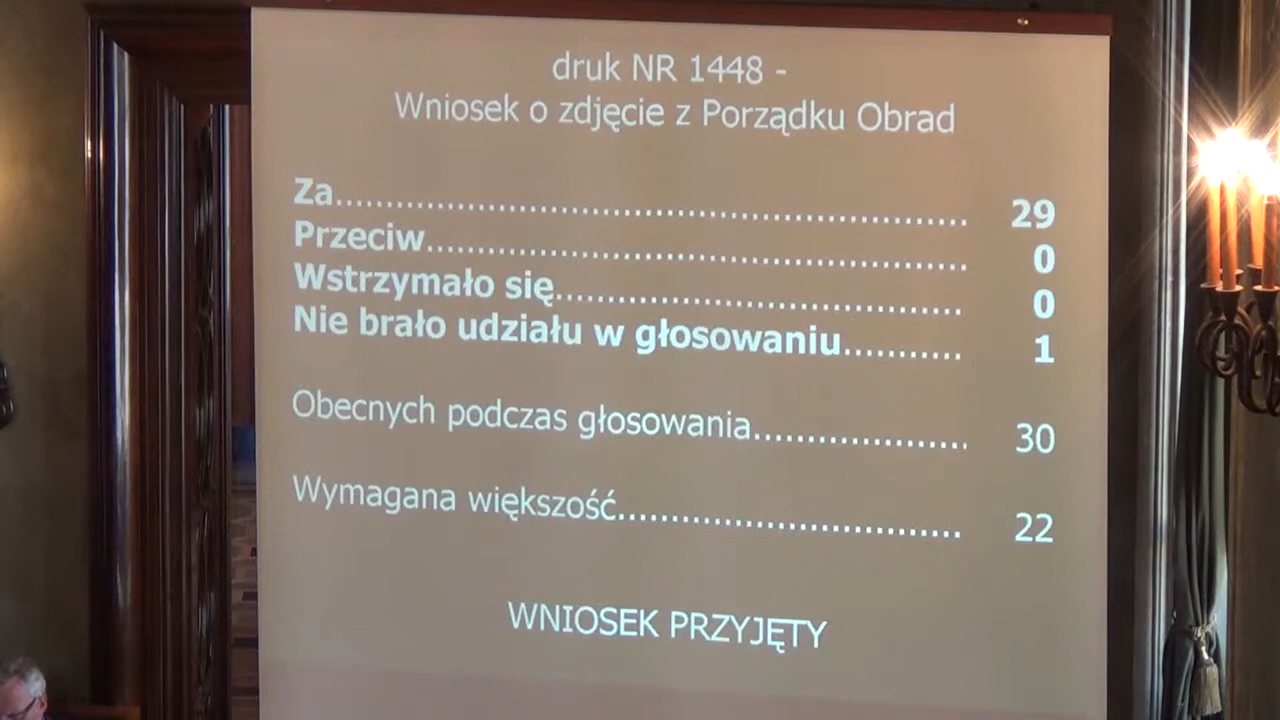 druk NR 1448 -
Wniosek o zdjęcie z Porządku Obrad
Za............................................................ 29
Przeciw................................................... 0
Wstrzymało się....................................... 0
Nie brało udziału w głosowaniu........... 1
Obecnych podczas głosowania.................... 30
Wymagana większość................................ 22
WNIOSEK PRZYJĘTY